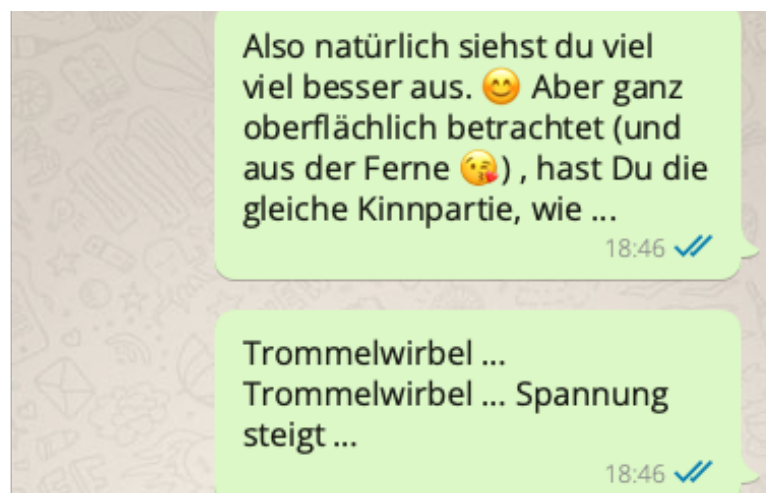 Also natürlich siehst du viel
viel besser aus. 😊 Aber ganz
oberflächlich betrachtet (und
aus der Ferne 😘) , hast Du die
gleiche Kinnpartie, wie ...
18:46
Trommelwirbel ...
Trommelwirbel ... Spannung
steigt ...
18:46